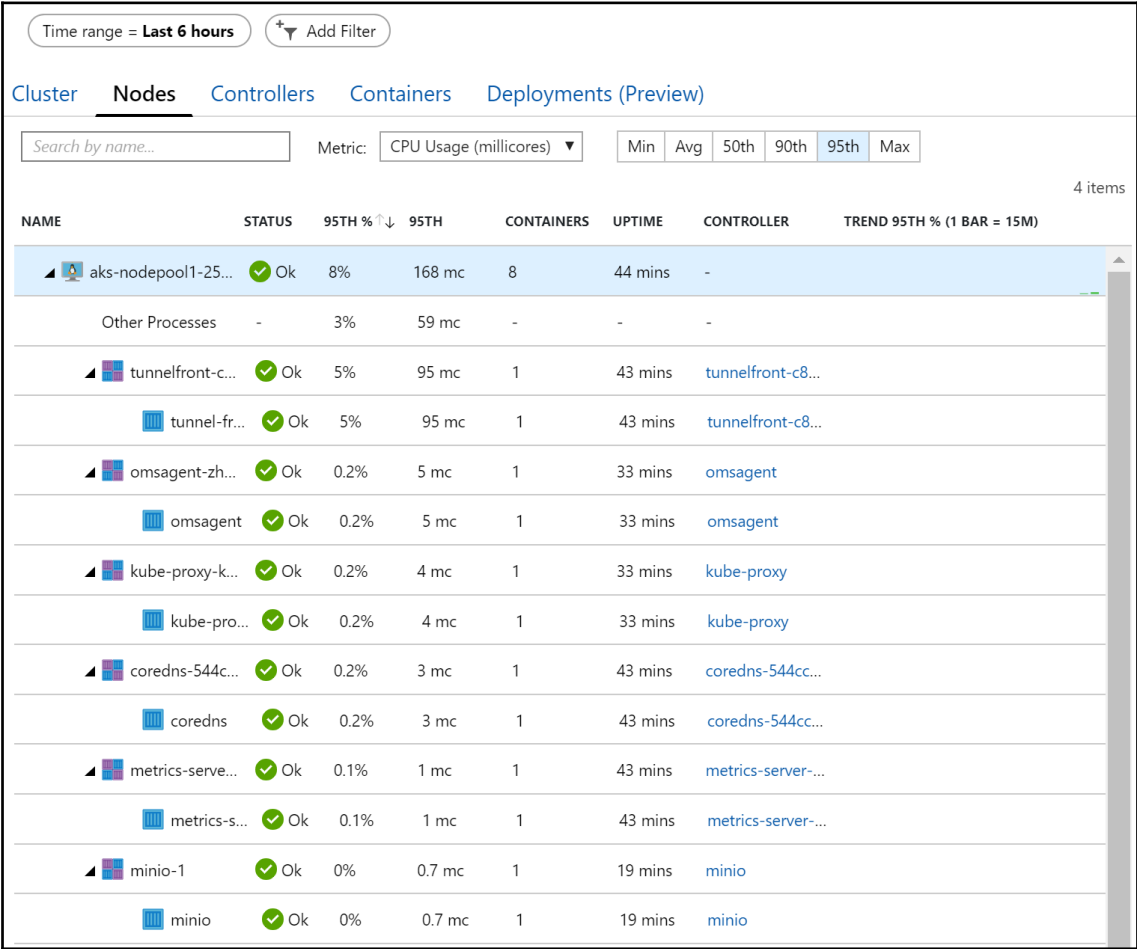 Time range = Last 6 hours Add Filter
Cluster Nodes Controllers Containers Deployments (Preview)
Search by name... Metric: CPU Usage (millicores) Min Avg 50th 90th 95th Max
4 items
NAME STATUS 95TH % 95TH CONTAINERS UPTIME CONTROLLER TREND 95TH % (1 BAR = 15M)
aks-nodepool1-25... Ok 8% 168 mc 8 44 mins -
Other Processes - 3% 59 mc - - -
tunnelfront-c... Ok 5% 95 mc 1 43 mins tunnelfront-c8...
tunnel-fr... Ok 5% 95 mc 1 43 mins tunnelfront-c8...
omsagent-zh... Ok 0.2% 5 mc 1 33 mins omsagent
omsagent Ok 0.2% 5 mc 1 33 mins omsagent
kube-proxy-k... Ok 0.2% 4 mc 1 33 mins kube-proxy
kube-pro... Ok 0.2% 4 mc 1 33 mins kube-proxy
coredns-544c... Ok 0.2% 3 mc 1 43 mins coredns-544cc...
coredns Ok 0.2% 3 mc 1 43 mins coredns-544cc...
metrics-serve... Ok 0.1% 1 mc 1 43 mins metrics-server-...
metrics-s... Ok 0.1% 1 mc 1 43 mins metrics-server-...
minio-1 Ok 0% 0.7 mc 1 19 mins minio
minio Ok 0% 0.7 mc 1 19 mins minio